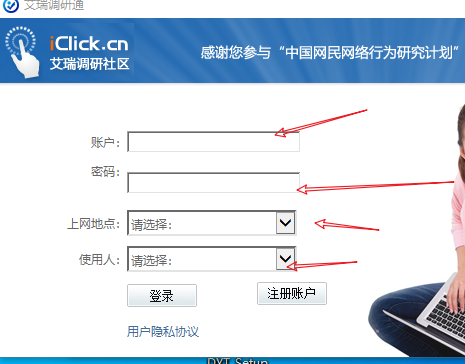 艾瑞调研通
iClick.cn
艾瑞调研社区
感谢您参与“中国网民网络行为研究计划”
账户：
密码：
上网地点： 请选择：
使用人： 请选择：
登录 注册账户
用户隐私协议
DYT_Setup